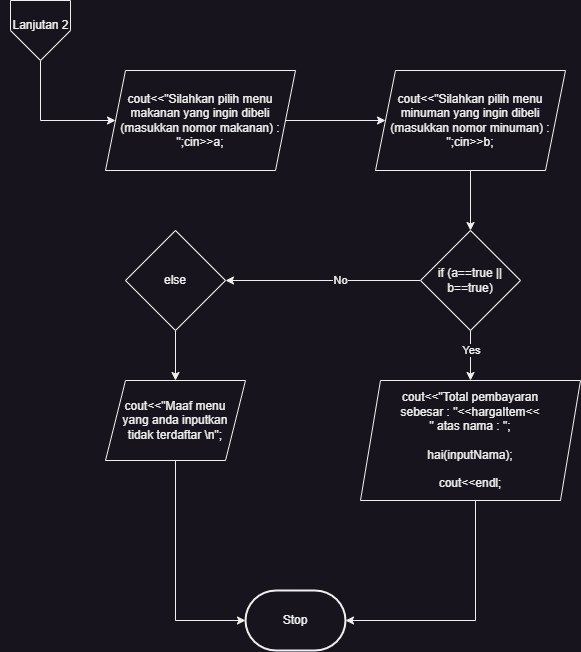 Lanjutan 2
cout<<"Silahkan pilih menu
makanan yang ingin dibeli
(masukkan nomor makanan) :
";cin>>a;
cout<<"Silahkan pilih menu
minuman yang ingin dibeli
(masukkan nomor minuman) :
";cin>>b;
else
No
if (a==true ||
b==true)
Yes
cout<<"Maaf menu
yang anda inputkan
tidak terdaftar \n";
cout<<"Total pembayaran
sebesar : "<<hargaItem<<
" atas nama : ";
hai(inputNama);
cout<<endl;
Stop